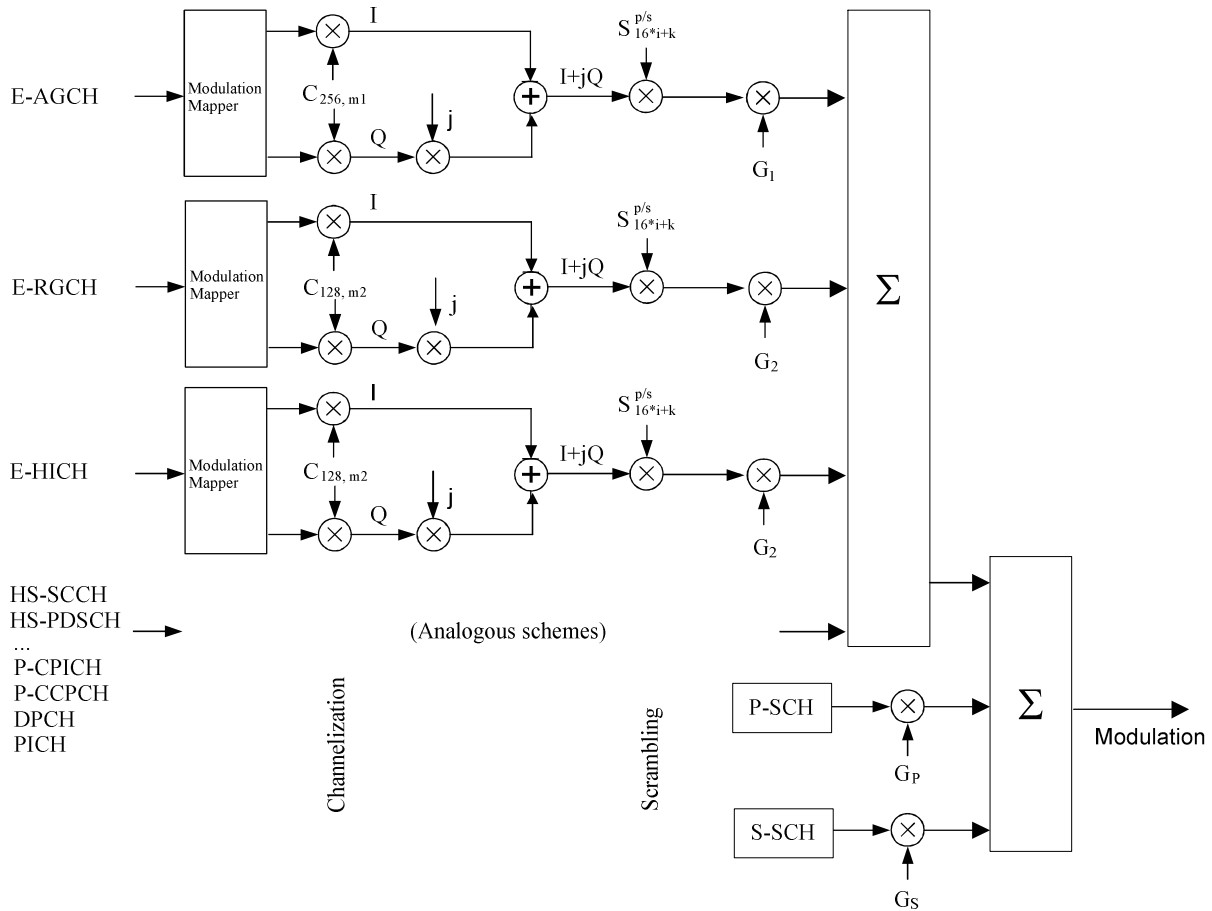 E-AGCH
Modulation
Mapper
I
C256, m1
Q
j
I+jQ
S p/s 16*i+k
G1
E-RGCH
Modulation
Mapper
I
C128, m2
Q
j
I+jQ
S p/s 16*i+k
G2
Σ
E-HICH
Modulation
Mapper
I
C128, m2
Q
j
I+jQ
S p/s 16*i+k
G2
HS-SCCH
HS-PDSCH
...
P-CPICH
P-CCPCH
DPCH
PICH
(Analogous schemes)
Channelization
Scrambling
P-SCH
GP
S-SCH
GS
Σ
Modulation